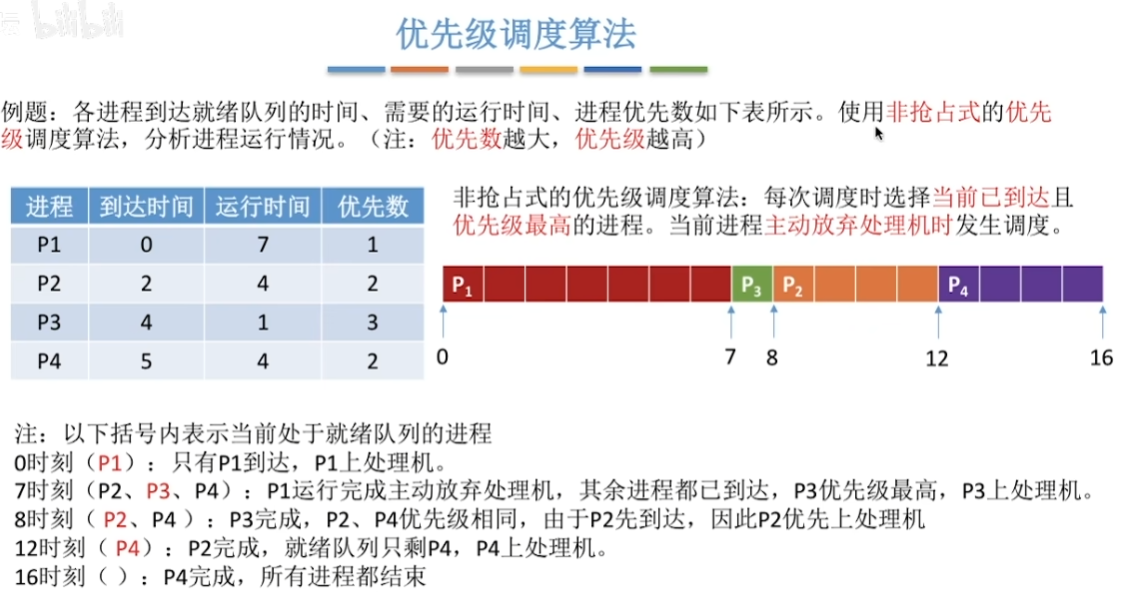 bilibili
优先级调度算法
例题：各进程到达就绪队列的时间、需要的运行时间、进程优先数如下表所示。使用非抢占式的优先
级调度算法，分析进程运行情况。（注：优先数越大，优先级越高）
进程 到达时间 运行时间 优先数
P1 0 7 1
P2 2 4 2
P3 4 1 3
P4 5 4 2
非抢占式的优先级调度算法：每次调度时选择当前已到达且
优先级最高的进程。当前进程主动放弃处理机时发生调度。
P1 P3 P2 P4
0 7 8 12 16
注：以下括号内表示当前处于就绪队列的进程
0时刻（P1）：只有P1到达，P1上处理机。
7时刻（P2、P3、P4）：P1运行完成主动放弃处理机，其余进程都已到达，P3优先级最高，P3上处理机。
8时刻（ P2、P4 ）：P3完成，P2、P4优先级相同，由于P2先到达，因此P2优先上处理机
12时刻（ P4）：P2完成，就绪队列只剩P4，P4上处理机。
16时刻（ ）：P4完成，所有进程都结束